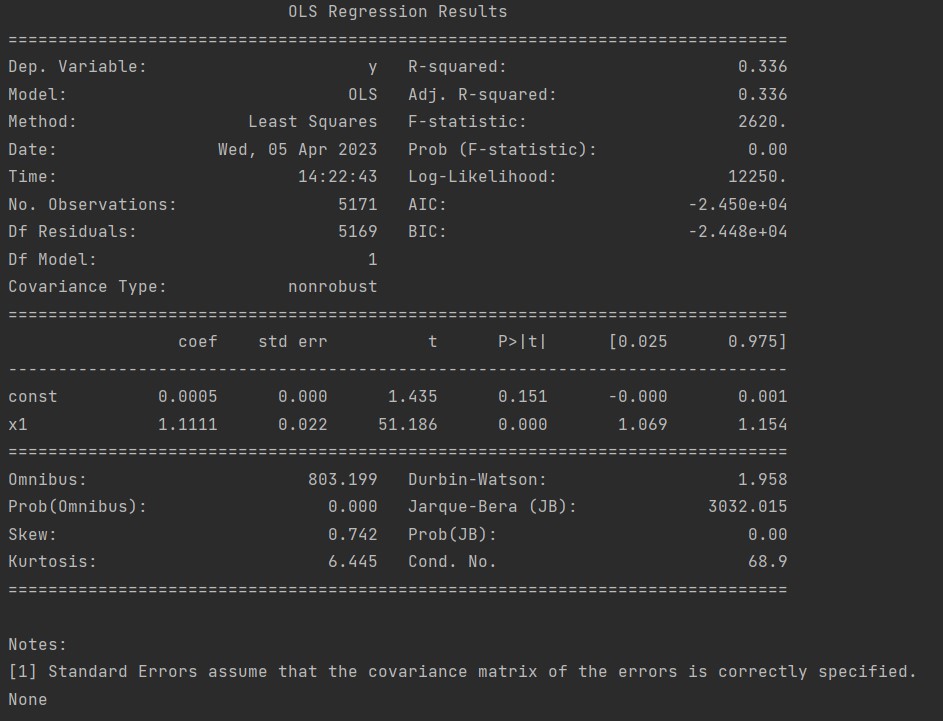 OLS Regression Results
==============================================================================
Dep. Variable:                      y   R-squared:                       0.336
Model:                            OLS   Adj. R-squared:                  0.336
Method:                 Least Squares   F-statistic:                     2620.
Date:                Wed, 05 Apr 2023   Prob (F-statistic):               0.00
Time:                        14:22:43   Log-Likelihood:                 12250.
No. Observations:                5171   AIC:                        -2.450e+04
Df Residuals:                    5169   BIC:                        -2.448e+04
Df Model:                           1
Covariance Type:            nonrobust
==============================================================================
                 coef    std err          t      P>|t|      [0.025      0.975]
------------------------------------------------------------------------------
const          0.0005      0.000      1.435      0.151      -0.000       0.001
x1             1.1111      0.022     51.186      0.000       1.069       1.154
==============================================================================
Omnibus:                      803.199   Durbin-Watson:                   1.958
Prob(Omnibus):                  0.000   Jarque-Bera (JB):             3032.015
Skew:                           0.742   Prob(JB):                         0.00
Kurtosis:                       6.445   Cond. No.                         68.9
==============================================================================

Notes:
[1] Standard Errors assume that the covariance matrix of the errors is correctly specified.
None